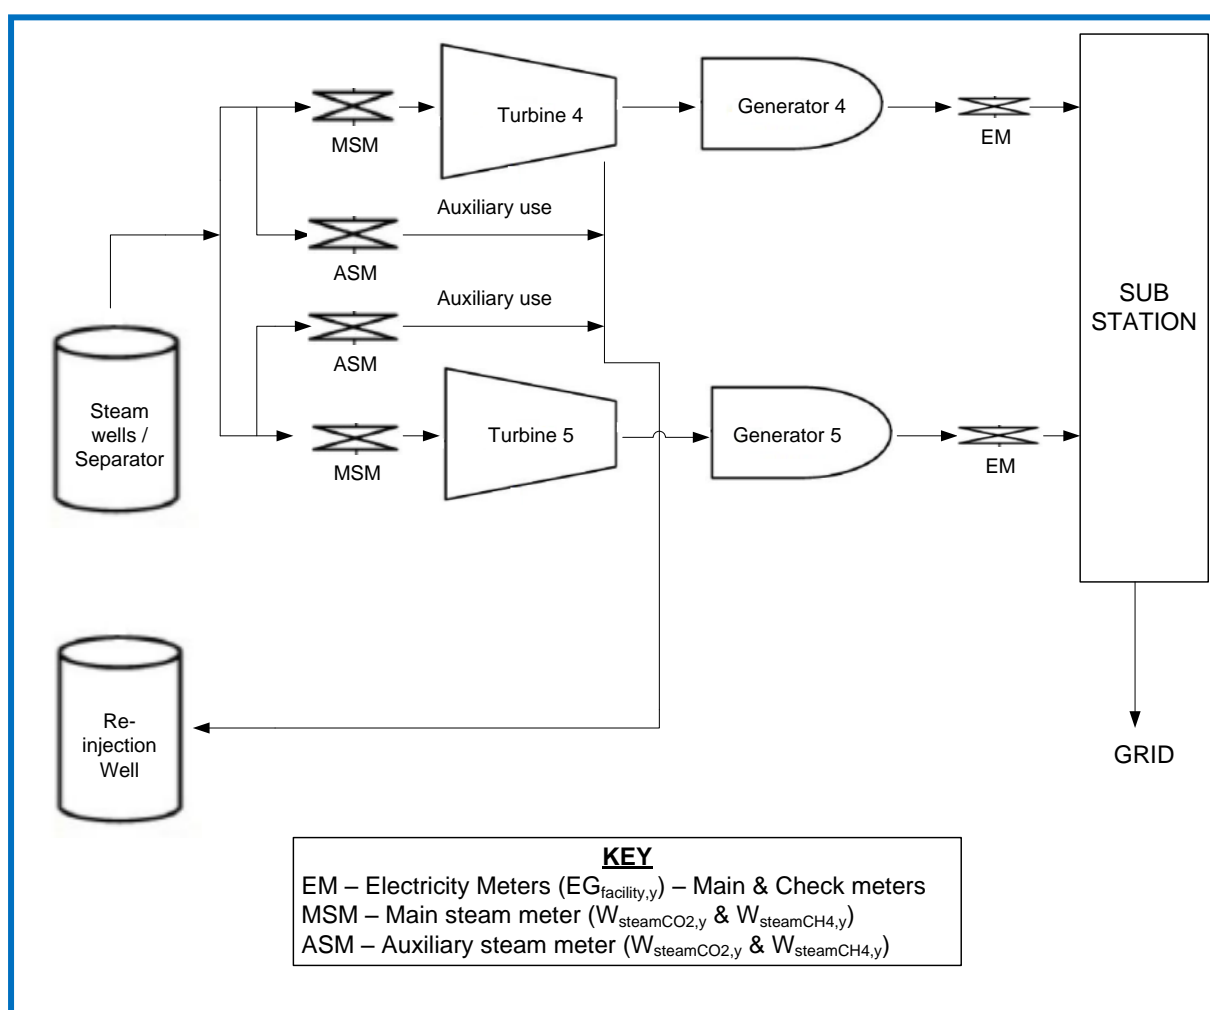 Turbine 4
Generator 4
MSM
EM
Auxiliary use
ASM
Auxiliary use
ASM
SUB
STATION
Steam
wells /
Separator
Turbine 5
Generator 5
MSM
EM
Re-
injection
Well
GRID
KEY
EM – Electricity Meters (EGfacility,y) – Main & Check meters
MSM – Main steam meter (WsteamCO2,y & WsteamCH4,y)
ASM – Auxiliary steam meter (WsteamCO2,y & WsteamCH4,y)